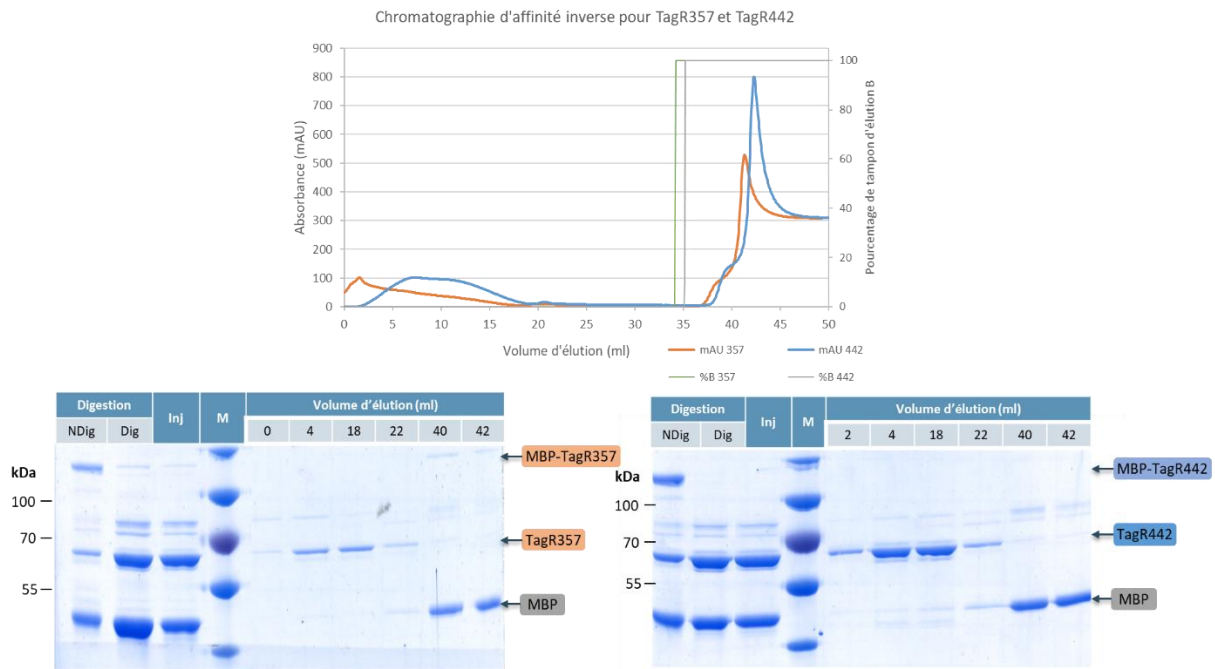 Chromatographie d'affinité inverse pour TagR357 et TagR442
Absorbance (mAU)
900
800
700
600
500
400
300
200
100
0
0 5 10 15 20 25 30 35 40 45 50
Volume d'élution (ml)
100
80
60
40
20
0
Pourcentage de tampon d'élution B
mAU 357 mAU 442
%B 357 %B 442
Digestion Inj M Volume d'élution (ml)
NDig Dig 0 4 18 22 40 42
kDa
100
70
55
MBP-TagR357
TagR357
MBP
Digestion Inj M Volume d'élution (ml)
NDig Dig 2 4 18 22 40 42
kDa
100
70
55
MBP-TagR442
TagR442
MBP